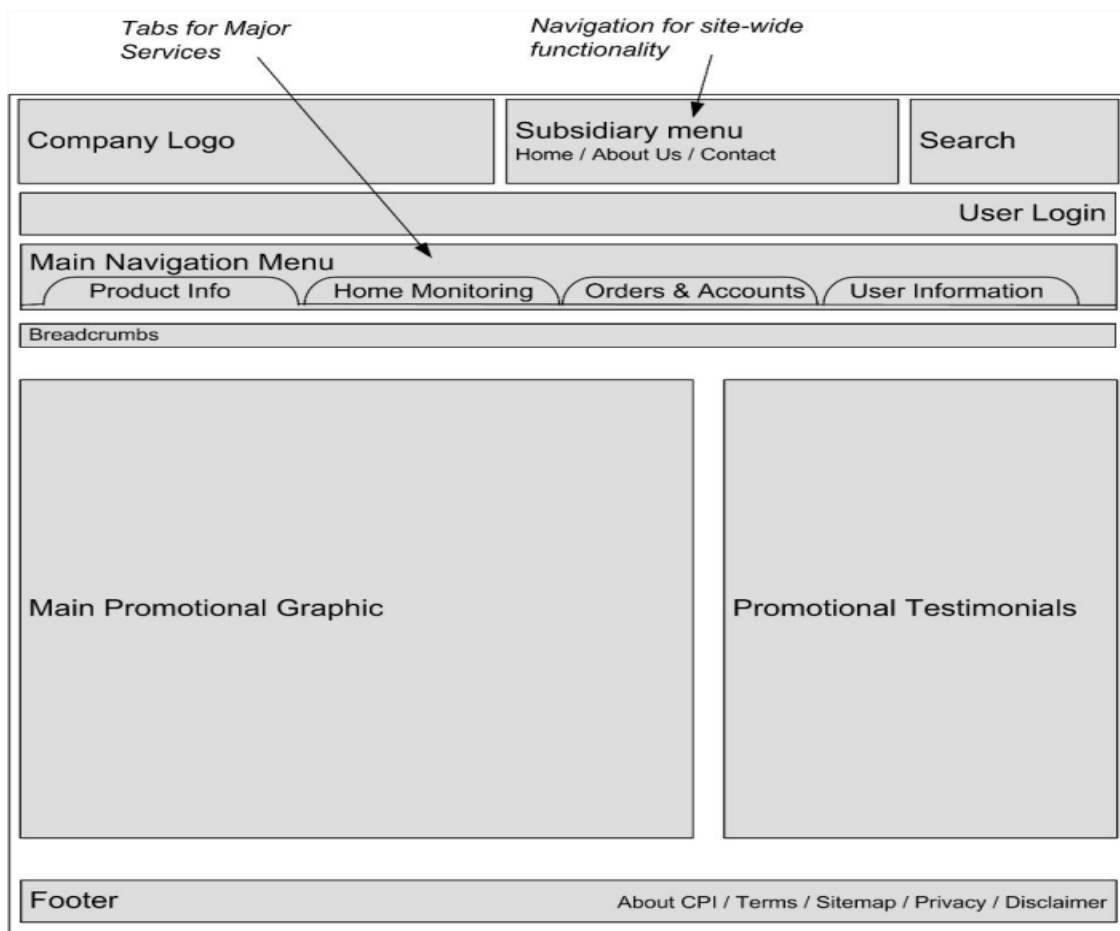 Tabs for Major
Services
Navigation for site-wide
functionality
Company Logo
Subsidiary menu
Home / About Us / Contact
Search
User Login
Main Navigation Menu
Product Info
Home Monitoring
Orders & Accounts
User Information
Breadcrumbs
Main Promotional Graphic
Promotional Testimonials
Footer
About CPI / Terms / Sitemap / Privacy / Disclaimer